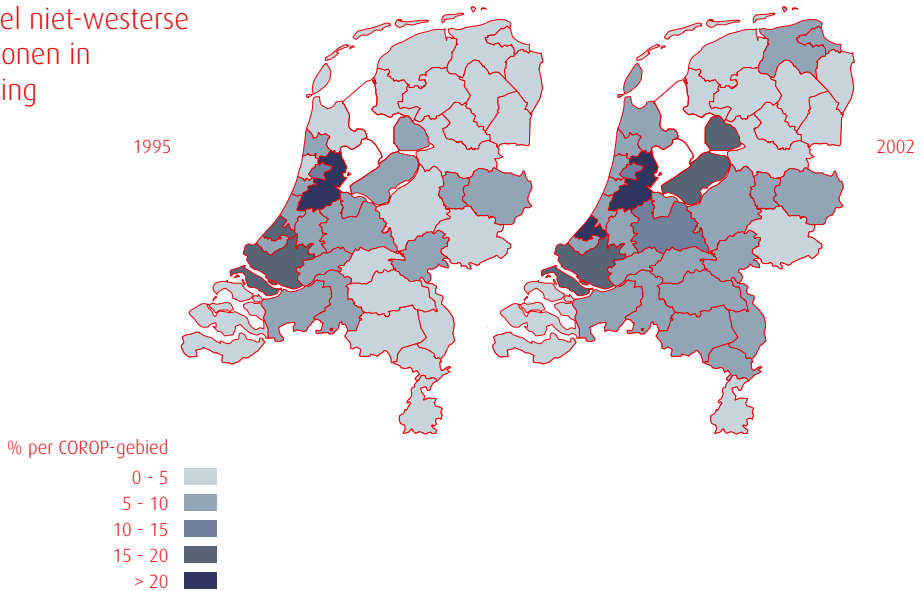 el niet-westerse
onen in
ing
1995
2002
% per COROP-gebied
0 - 5
5 - 10
10 - 15
15 - 20
> 20